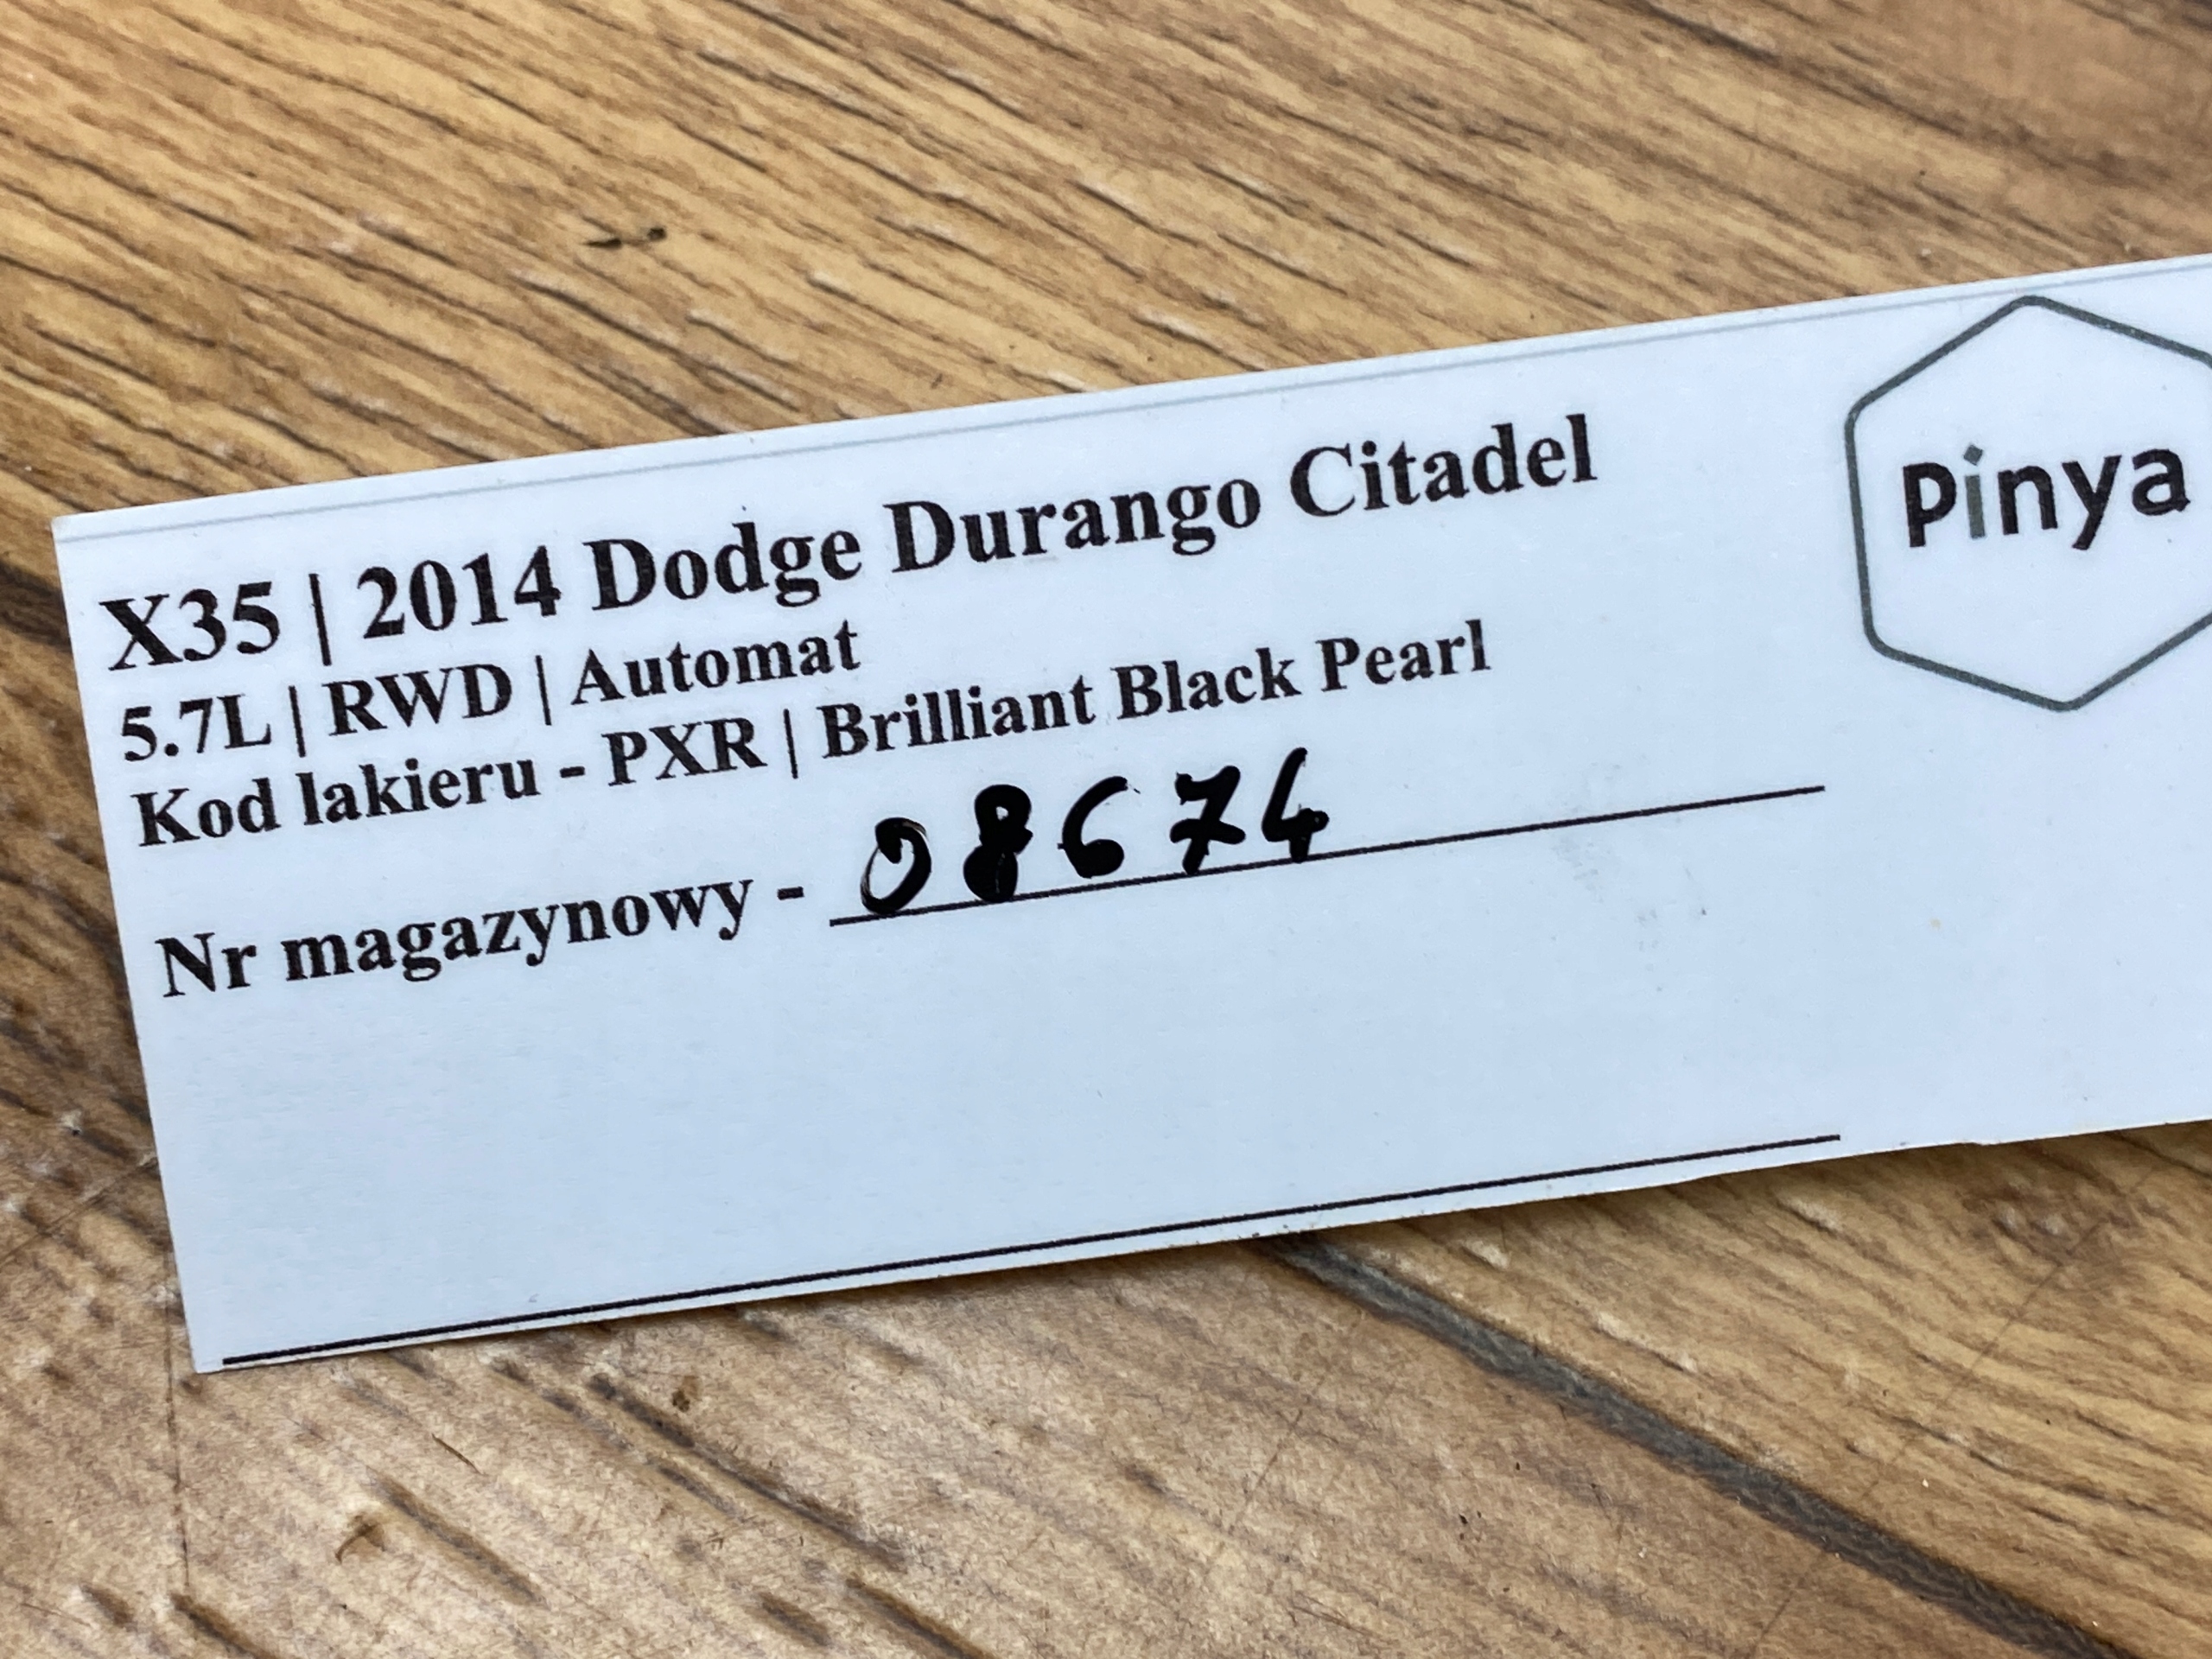 X35 | 2014 Dodge Durango Citadel
5.7L | RWD | Automat
Kod lakieru - PXR | Brilliant Black Pearl
Nr magazynowy - 08674
Pinya